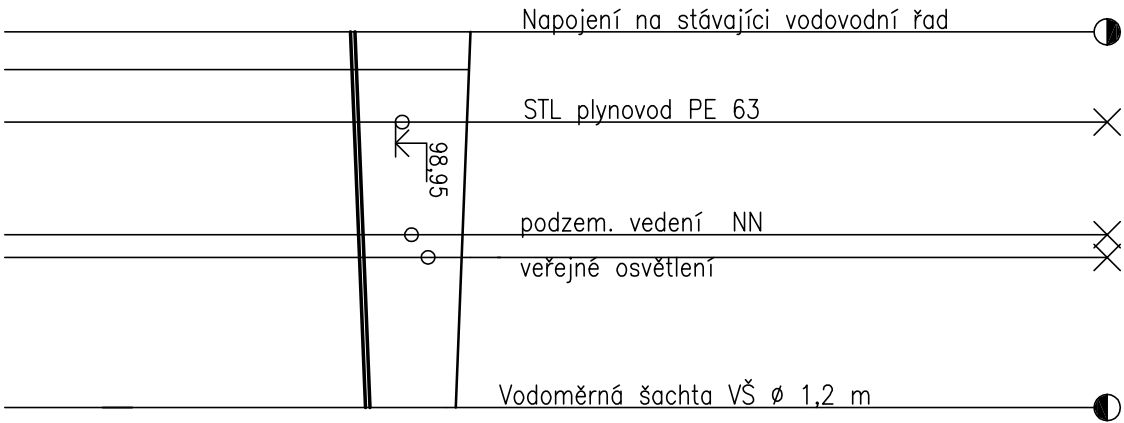 Napojení na stávajíci vodovodní řad
STL plynovod PE 63
98,95
podzem. vedení NN
veřejné osvětlení
Vodoměrná šachta VŠ ø 1,2 m